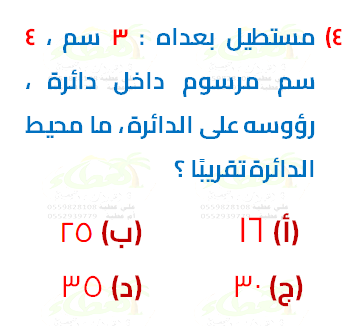 ٤) مستطيل بعداه : ٣ سم ، ٤
سم مرسوم داخل دائرة ،
رؤوسه على الدائرة ، ما محيط
الدائرة تقريبًا ؟
(أ) ١٦ (ب) ٢٥
(ج) ٣٠ (د) ٣٥